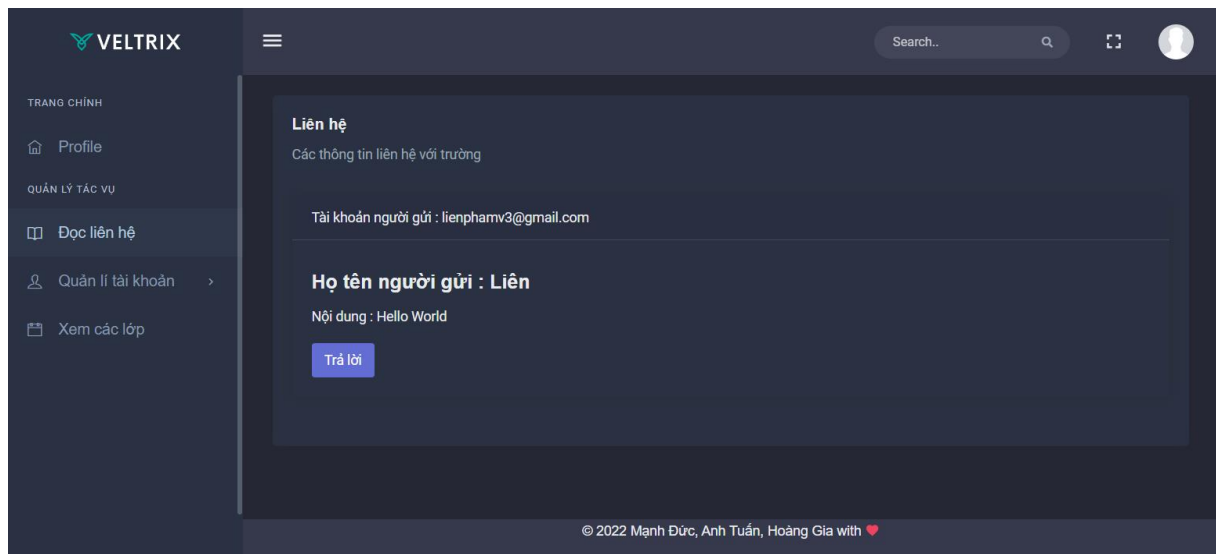 VELTRIX
Search..
TRANG CHÍNH
Profile
QUẢN LÝ TÁC VỤ
Đọc liên hệ
Quản lí tài khoản
Xem các lớp
Liên hệ
Các thông tin liên hệ với trường
Tài khoản người gửi : lienphamv3@gmail.com
Họ tên người gửi : Liên
Nội dung : Hello World
Trả lời
© 2022 Mạnh Đức, Anh Tuấn, Hoàng Gia with ❤